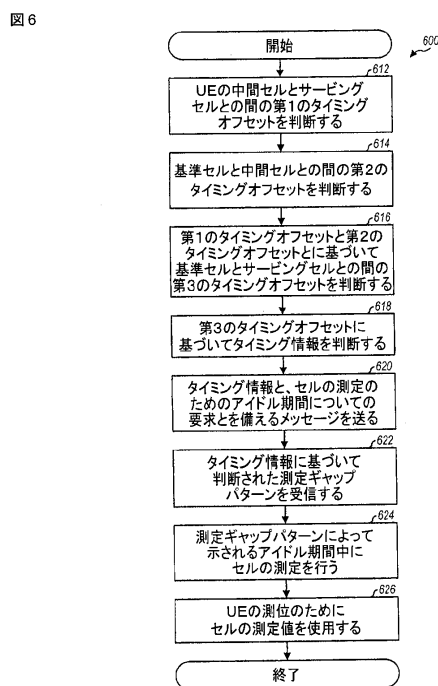 図６
600
開始
612
UEの中間セルとサービング
セルとの間の第1のタイミング
オフセットを判断する
614
基準セルと中間セルとの間の第2の
タイミングオフセットを判断する
616
第1のタイミングオフセットと第2の
タイミングオフセットとに基づいて
基準セルとサービングセルとの間の
第3のタイミングオフセットを判断する
618
第3のタイミングオフセットに
基づいてタイミング情報を判断する
620
タイミング情報と、セルの測定の
ためのアイドル期間についての
要求とを備えるメッセージを送る
622
タイミング情報に基づいて
判断された測定ギャップ
パターンを受信する
624
測定ギャップパターンによって
示されるアイドル期間中に
セルの測定を行う
626
UEの測位のために
セルの測定値を使用する
終了